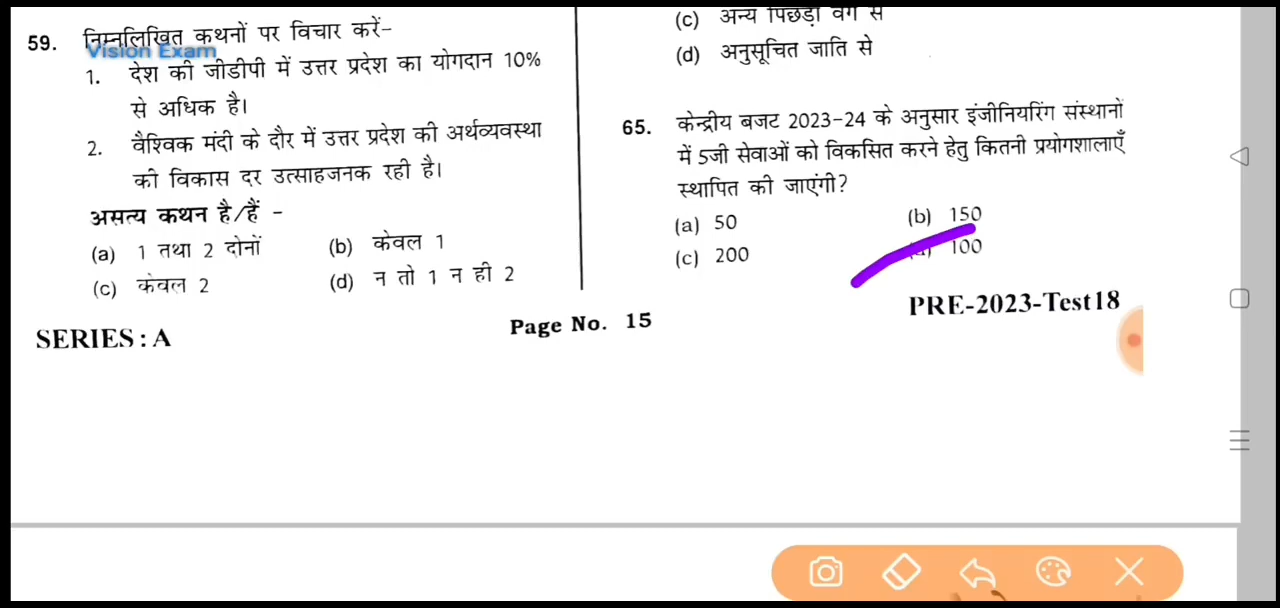 59. निम्नलिखित कथनों पर विचार करें-
Vision Exam
1. देश की जीडीपी में उत्तर प्रदेश का योगदान 10%
से अधिक है।
2. वैश्विक मंदी के दौर में उत्तर प्रदेश की अर्थव्यवस्था
की विकास दर उत्साहजनक रही है।
असत्य कथन है/हैं -
(a) 1 तथा 2 दोनों (b) केवल 1
(c) केवल 2 (d) न तो 1 न ही 2
SERIES : A
Page No. 15
(c) अन्य पिछड़ा वर्ग से
(d) अनुसूचित जाति से
65. केन्द्रीय बजट 2023-24 के अनुसार इंजीनियरिंग संस्थानों
में 5जी सेवाओं को विकसित करने हेतु कितनी प्रयोगशालाएँ
स्थापित की जाएंगी?
(a) 50 (b) 150
(c) 200 100
PRE-2023-Test18